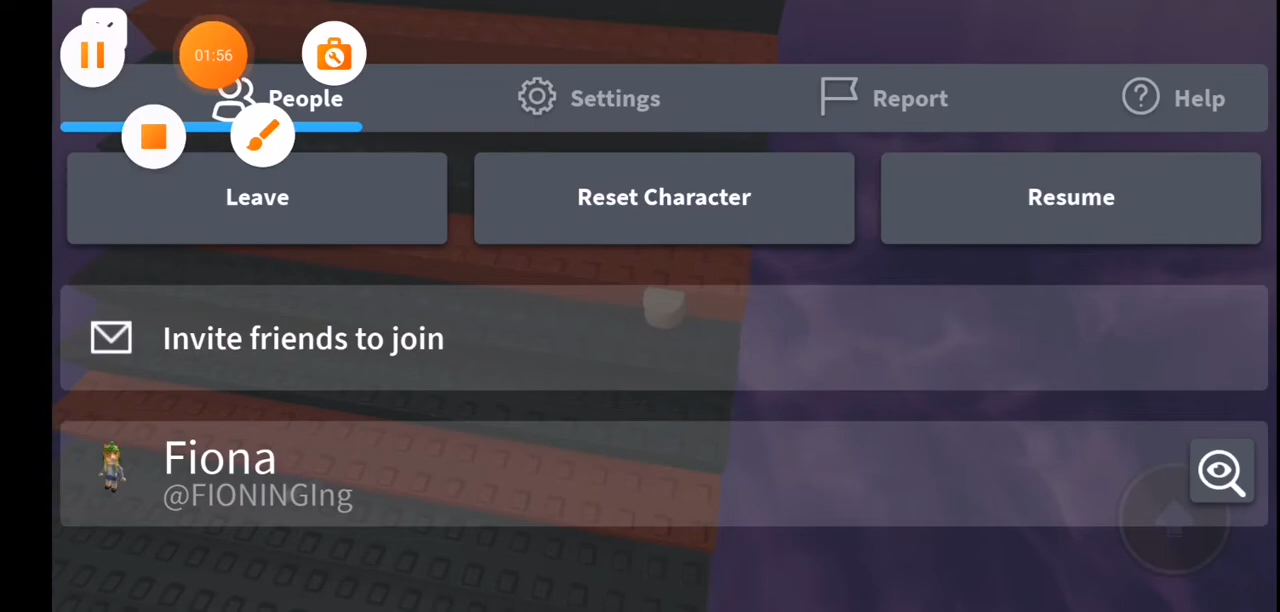 01:56
People
Settings
Report
Help
Leave
Reset Character
Resume
Invite friends to join
Fiona
@FIONINGIng